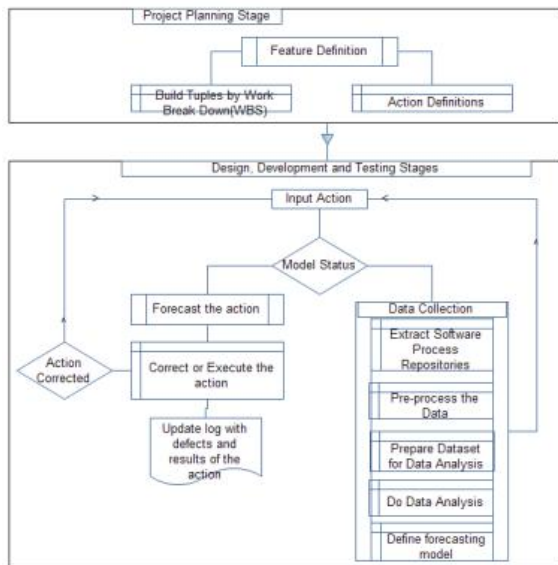 Project Planning Stage
Feature Definition
Build Tuples by Work
Break Down(WBS)
Action Definitions
Design, Development and Testing Stages
Input Action
Model Status
Forecast the action
Data Collection
Extract Software
Process
Repositories
Action
Corrected
Correct or Execute the
action
Pre-process the
Data
Update log with
defects and
results of the
action
Prepare Dataset
for Data Analysis
Do Data Analysis
Define forecasting
model